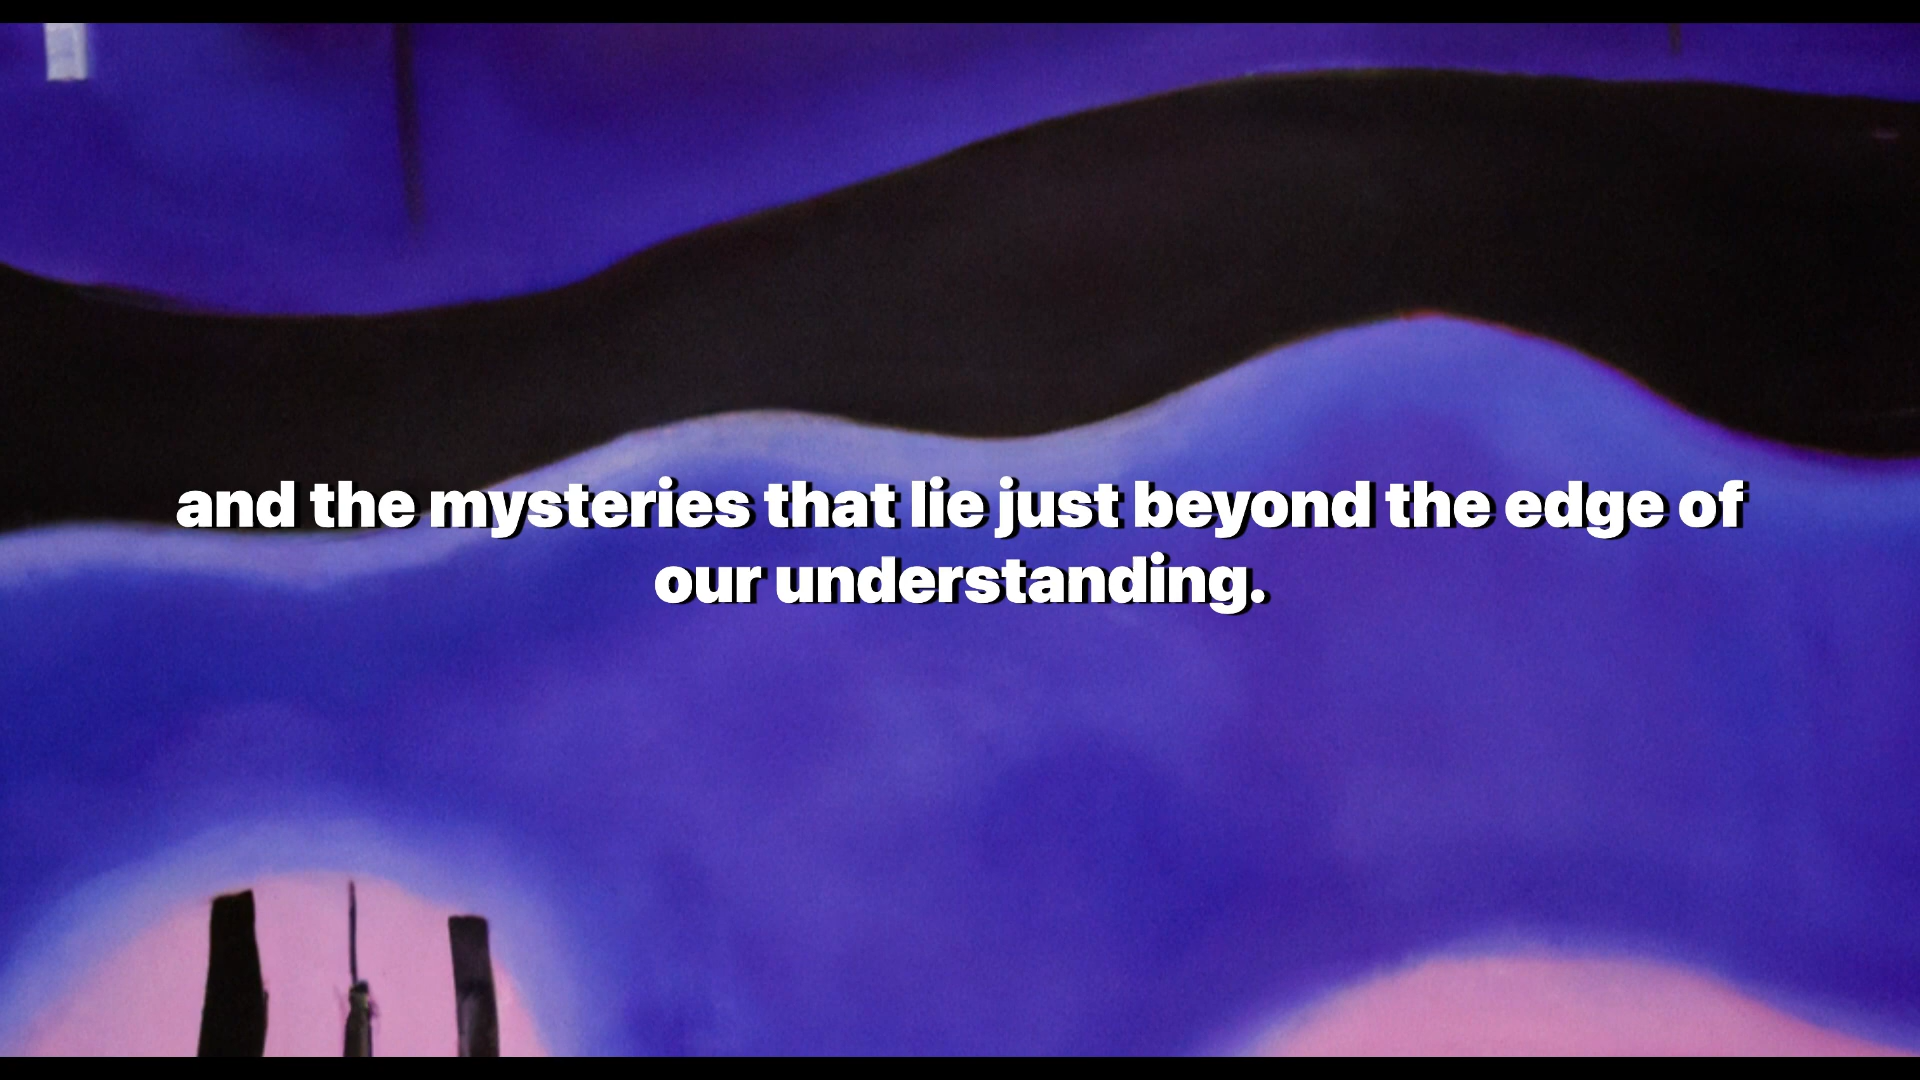 and the mysteries that lie just beyond the edge of
our understanding.